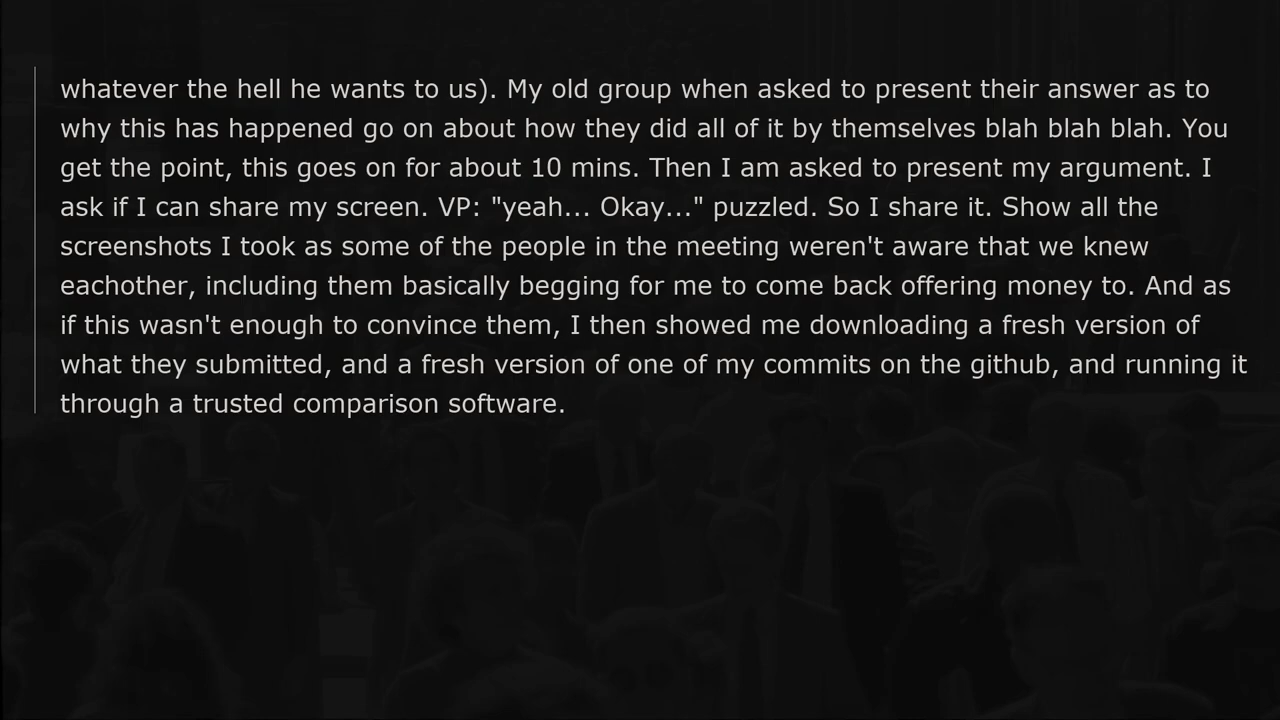 whatever the hell he wants to us). My old group when asked to present their answer as to
why this has happened go on about how they did all of it by themselves blah blah blah. You
get the point, this goes on for about 10 mins. Then I am asked to present my argument. I
ask if I can share my screen. VP: "yeah... Okay..." puzzled. So I share it. Show all the
screenshots I took as some of the people in the meeting weren't aware that we knew
eachother, including them basically begging for me to come back offering money to. And as
if this wasn't enough to convince them, I then showed me downloading a fresh version of
what they submitted, and a fresh version of one of my commits on the github, and running it
through a trusted comparison software.